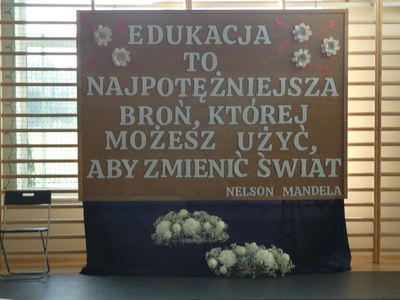 EDUKACJA
TO
NAJPOTĘŻNIEJSZA
BROŃ, KTÓREJ
MOŻESZ UŻYĆ,
ABY ZMIENIĆ ŚWIAT
NELSON MANDELA